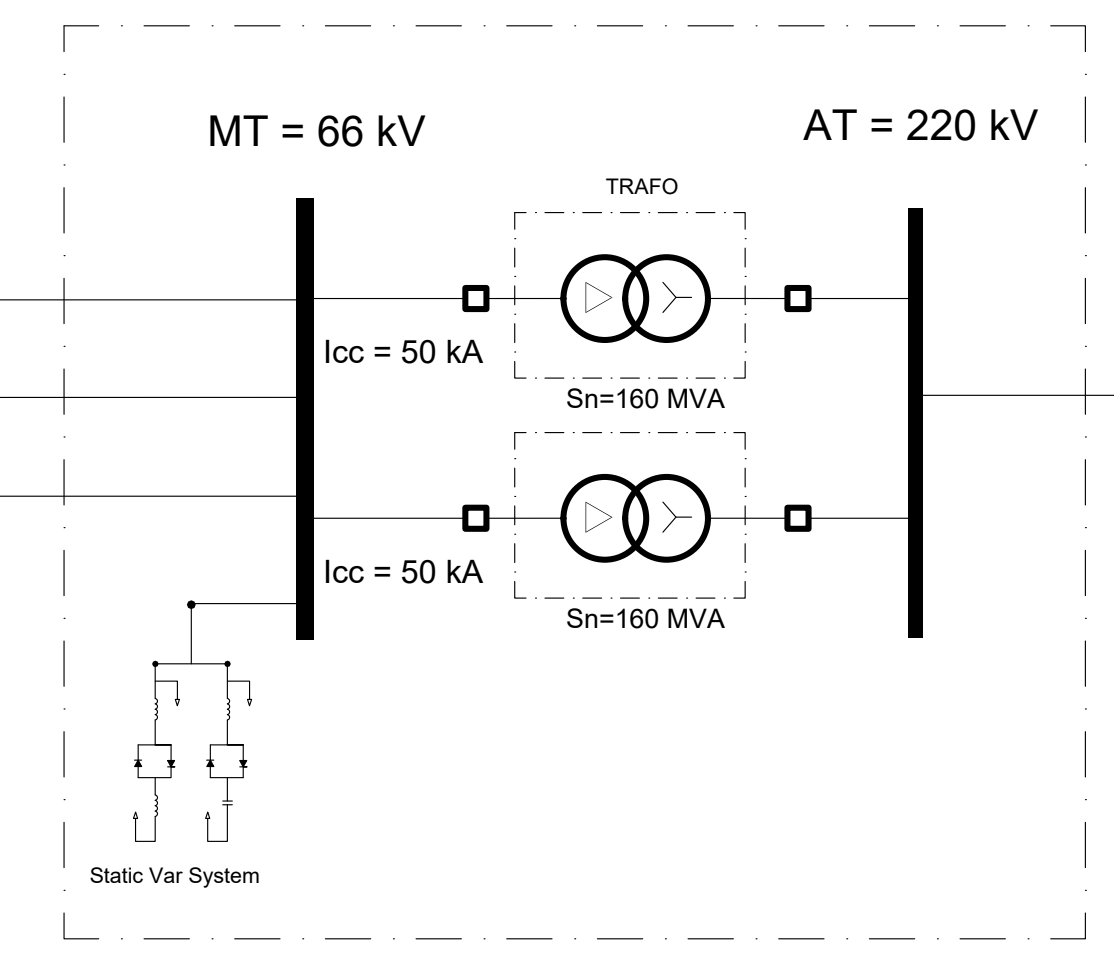 MT = 66 kV
AT = 220 kV
TRAFO
Icc = 50 kA
Sn=160 MVA
Icc = 50 kA
Sn=160 MVA
Static Var System